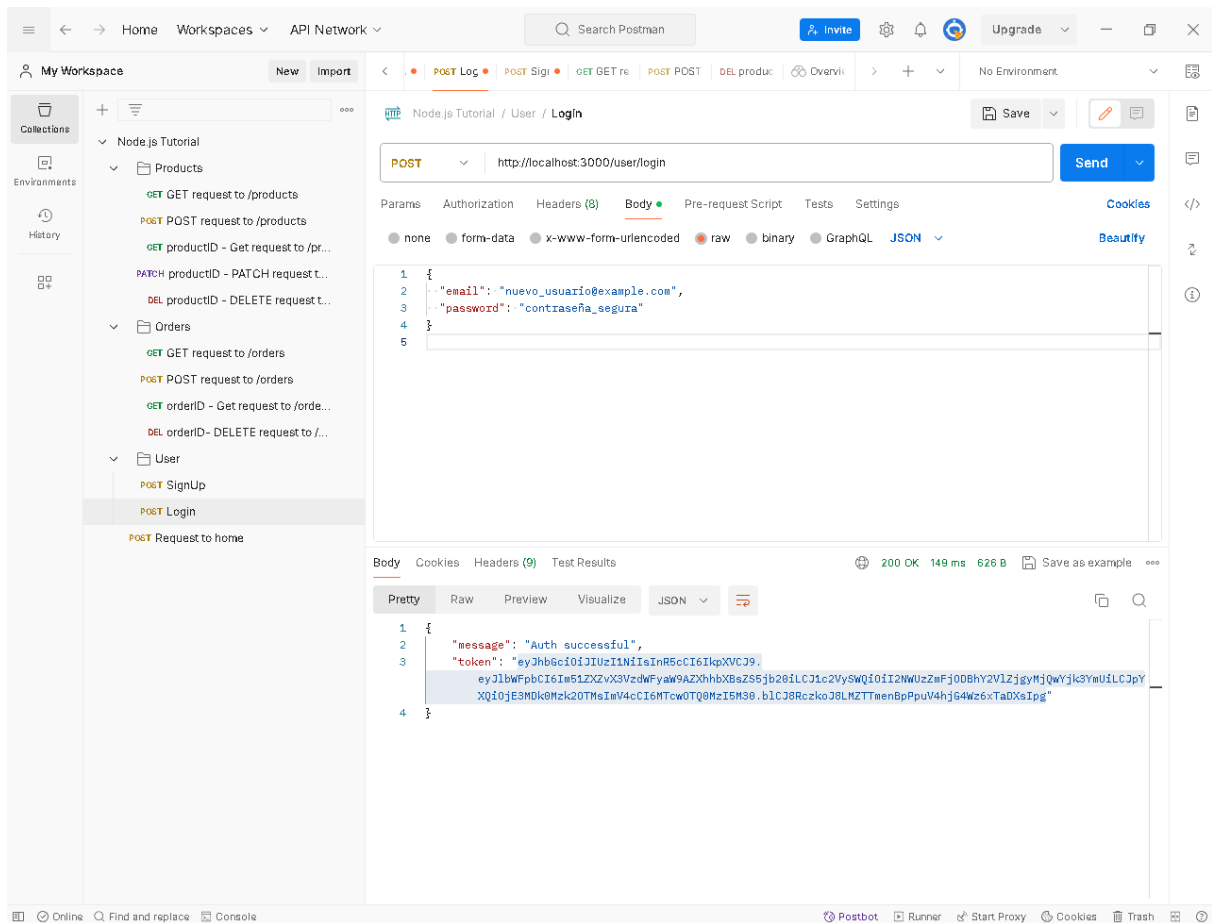 Home Workspaces API Network Search Postman Invite Upgrade
My Workspace New Import POST Log POST Sig GET GET re POST POST DEL produc Overvie No Environment
Collections
Environments
History
Node.js Tutorial
Products
GET GET request to /products
POST POST request to /products
GET productID - Get request to /pr...
PATCH productID - PATCH request t...
DEL productID - DELETE request t...
Orders
GET GET request to /orders
POST POST request to /orders
GET orderID - Get request to /orde...
DEL orderID- DELETE request to /...
User
POST SignUp
POST Login
POST Request to home
HTTP Node.js Tutorial / User / Login Save
POST http://localhost:3000/user/login Send
Params Authorization Headers (8) Body Pre-request Script Tests Settings Cookies
none form-data x-www-form-urlencoded raw binary GraphQL JSON Beautify
1 {
2 "email": "nuevo_usuario@example.com",
3 "password": "contraseña_segura"
4 }
5
Body Cookies Headers (9) Test Results 200 OK 149 ms 626 B Save as example
Pretty Raw Preview Visualize JSON
1 {
2 "message": "Auth successful",
3 "token": "eyJhbGciOiJIUzI1NiIsInR5cCI6IkpXVCJ9.
4 }
Online Find and replace Console Postbot Runner Start Proxy Cookies Trash